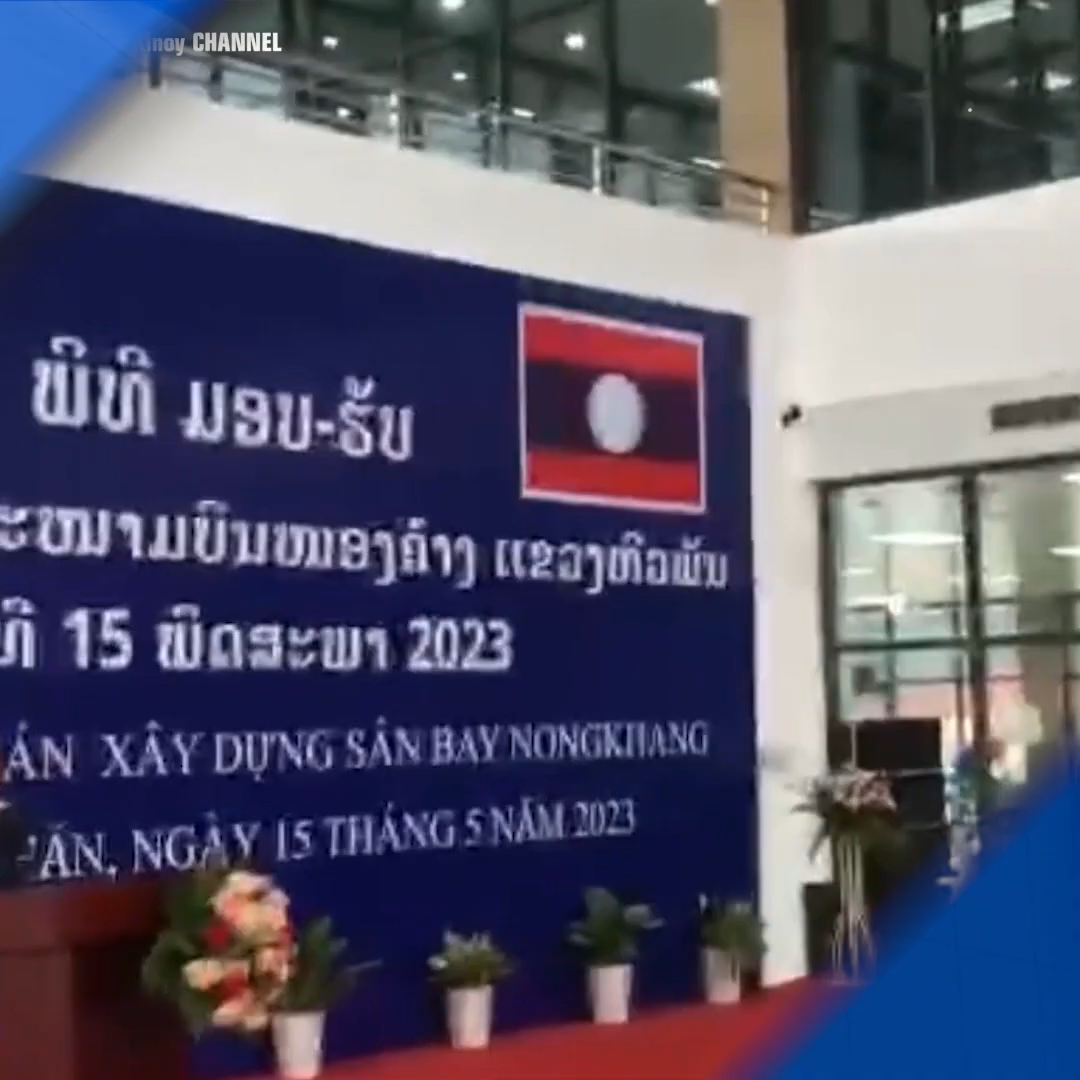 CHANNEL
ພິທີ ມອບ-ຮັບ
ະໜາມບິນໜອງຄ້າງ ແຂວງຫົວພັນ
ທີ 15 ພຶດສະພາ 2023
ÁN XÂY DỰNG SÂN BAY NONGKHANG
NGÀY 15 THÁNG 5 NĂM 2023